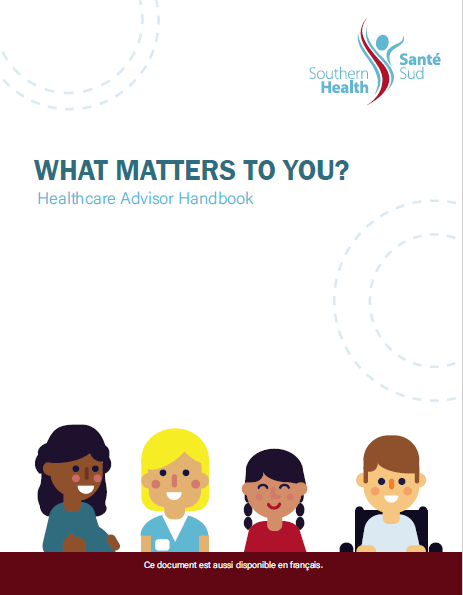 Southern Santé
Health Sud
WHAT MATTERS TO YOU?
Healthcare Advisor Handbook
Ce document est aussi disponible en français.